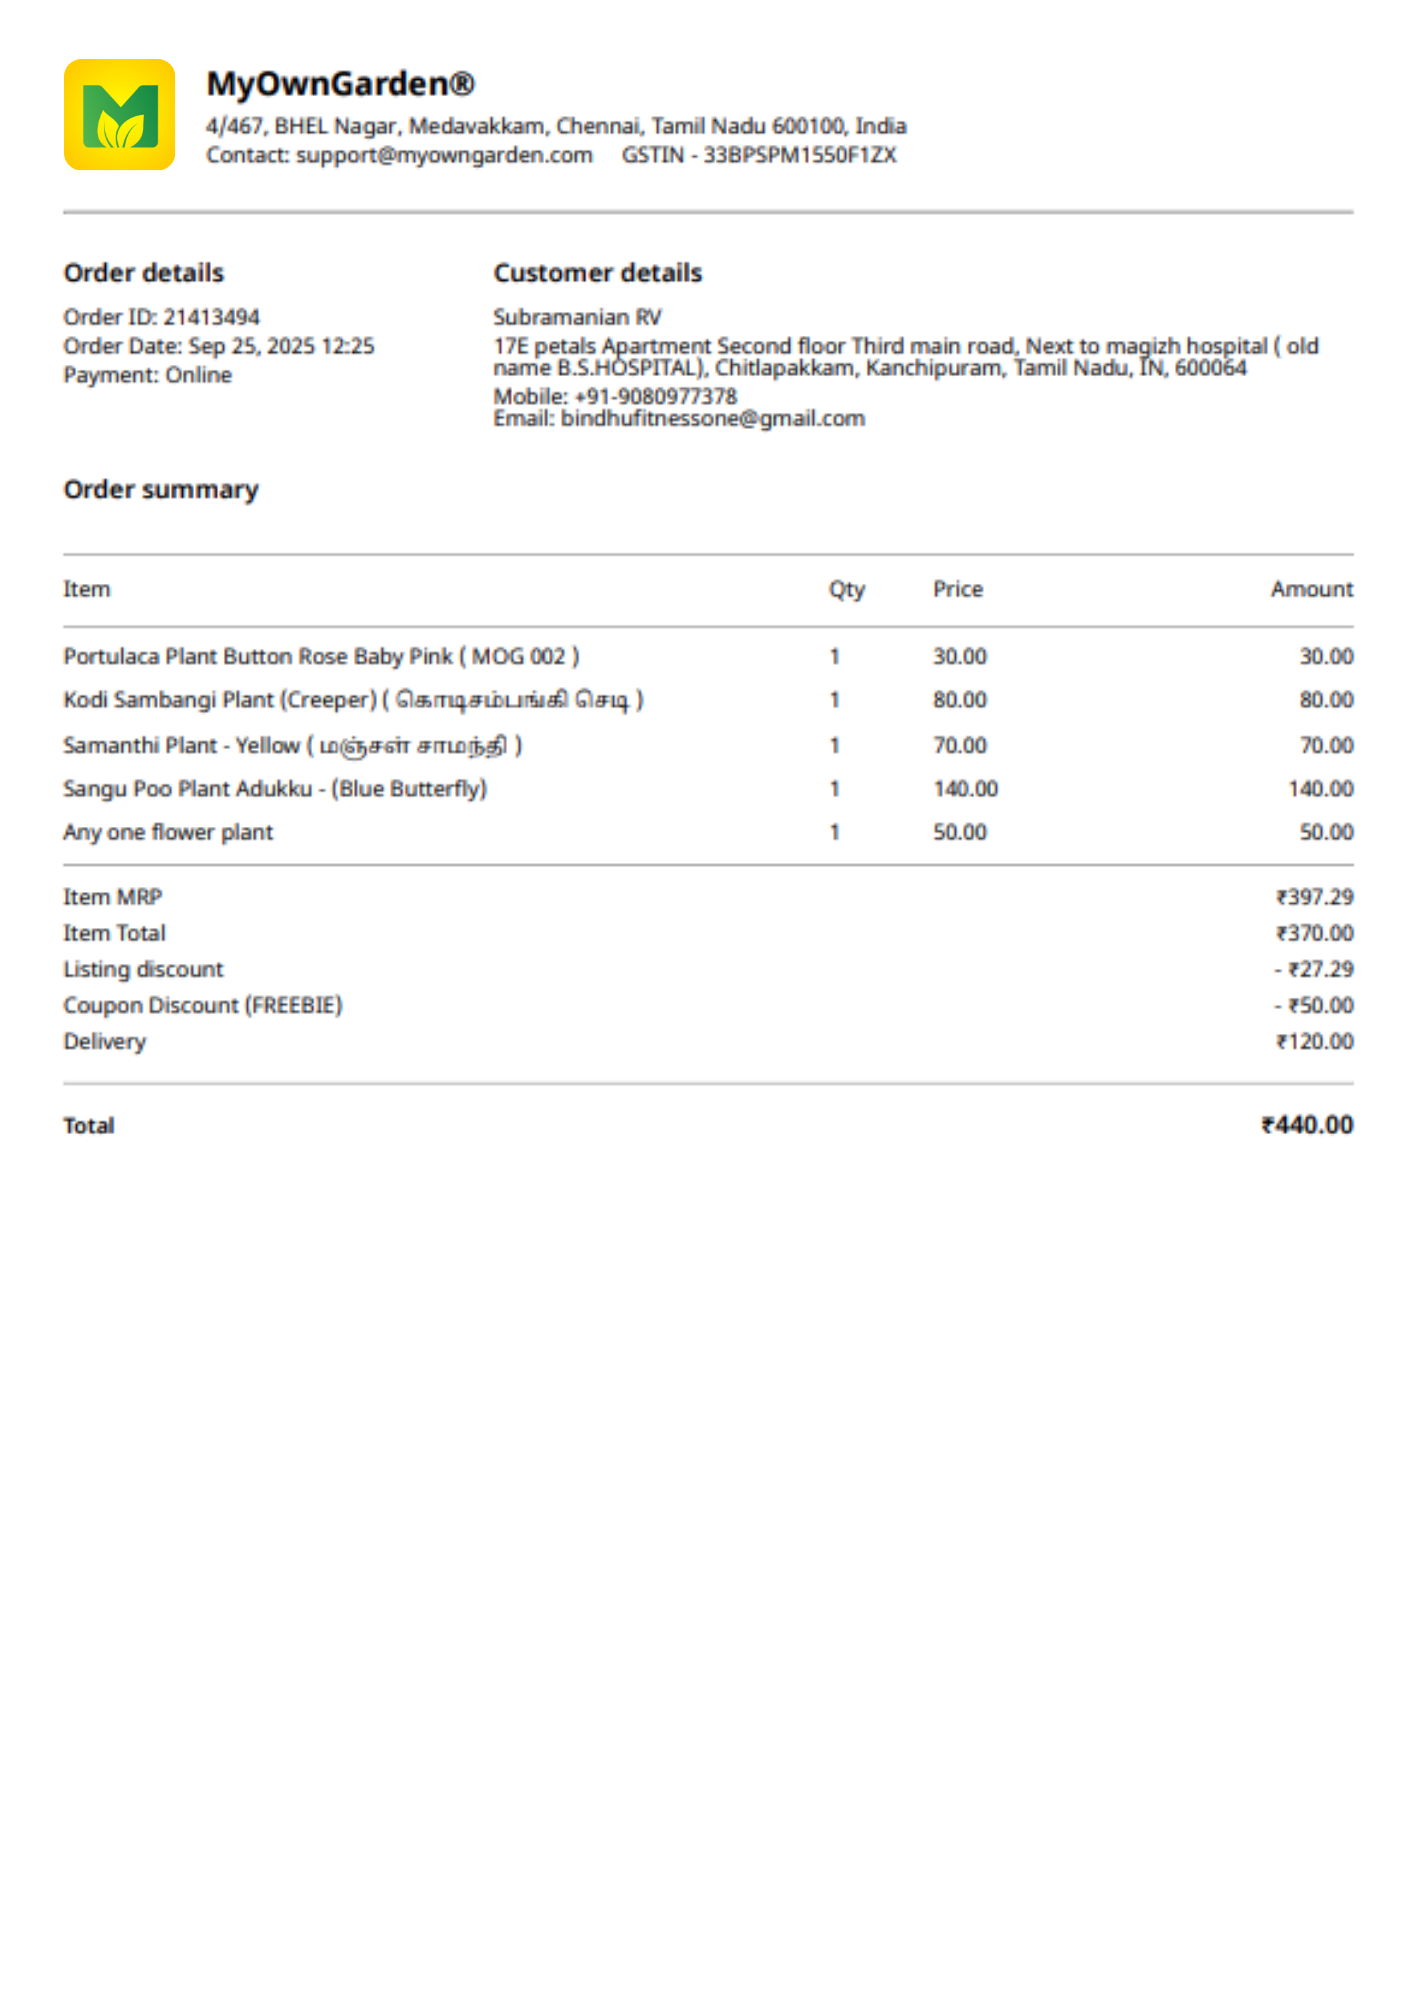 MyOwnGarden®
4/467, BHEL Nagar, Medavakkam, Chennai, Tamil Nadu 600100, India
Contact: support@myowngarden.com GSTIN - 33BPSPM1550F1ZX
Order details
Order ID: 21413494
Order Date: Sep 25, 2025 12:25
Payment: Online
Customer details
Subramanian RV
17E petals Apartment Second floor Third main road, Next to magizh hospital ( old
name B.S.HOSPITAL), Chitlapakkam, Kanchipuram, Tamil Nadu, IN, 600064
Mobile: +91-9080977378
Email: bindhufitnessone@gmail.com
Order summary
Item Qty Price Amount
Portulaca Plant Button Rose Baby Pink ( MOG 002 ) 1 30.00 30.00
Kodi Sambangi Plant (Creeper) ( கொடிசம்பங்கி செடி ) 1 80.00 80.00
Samanthi Plant - Yellow ( மஞ்சள் சாமந்தி ) 1 70.00 70.00
Sangu Poo Plant Adukku - (Blue Butterfly) 1 140.00 140.00
Any one flower plant 1 50.00 50.00
Item MRP ₹397.29
Item Total ₹370.00
Listing discount - ₹27.29
Coupon Discount (FREEBIE) - ₹50.00
Delivery ₹120.00
Total ₹440.00